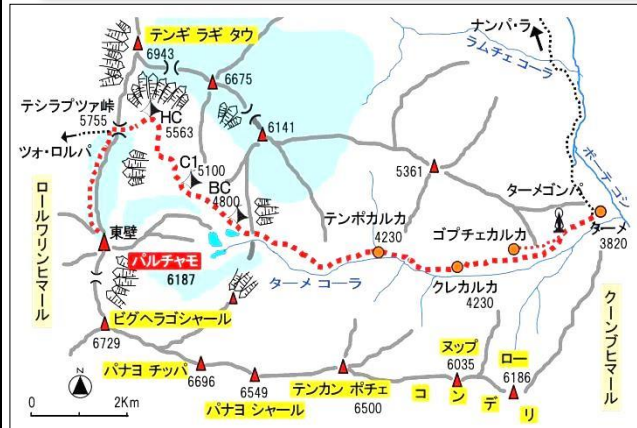 テンギ ラギ タウ
6943
6675
ナンパ・ラ
ラムチェ コーラ
テシラプツァ峠
5755
HC
5563
ツォ・ロルパ
6141
C1
5100
BC
4800
5361
ボーテ コシ
ターメゴンパ
ロールワリンヒマール
東壁
パルチャモ
6187
テンポカルカ
4230
ゴプチェカルカ
ターメ
3820
クレカルカ
4230
ターメ コーラ
クーンブヒマール
ビグヘラゴシャール
6729
パナヨ チッパ
6696
パナヨ シャール
6549
テンカン ポチェ
6500
ヌップ
6035
ロー
6186
コンデリ
N
0 2Km